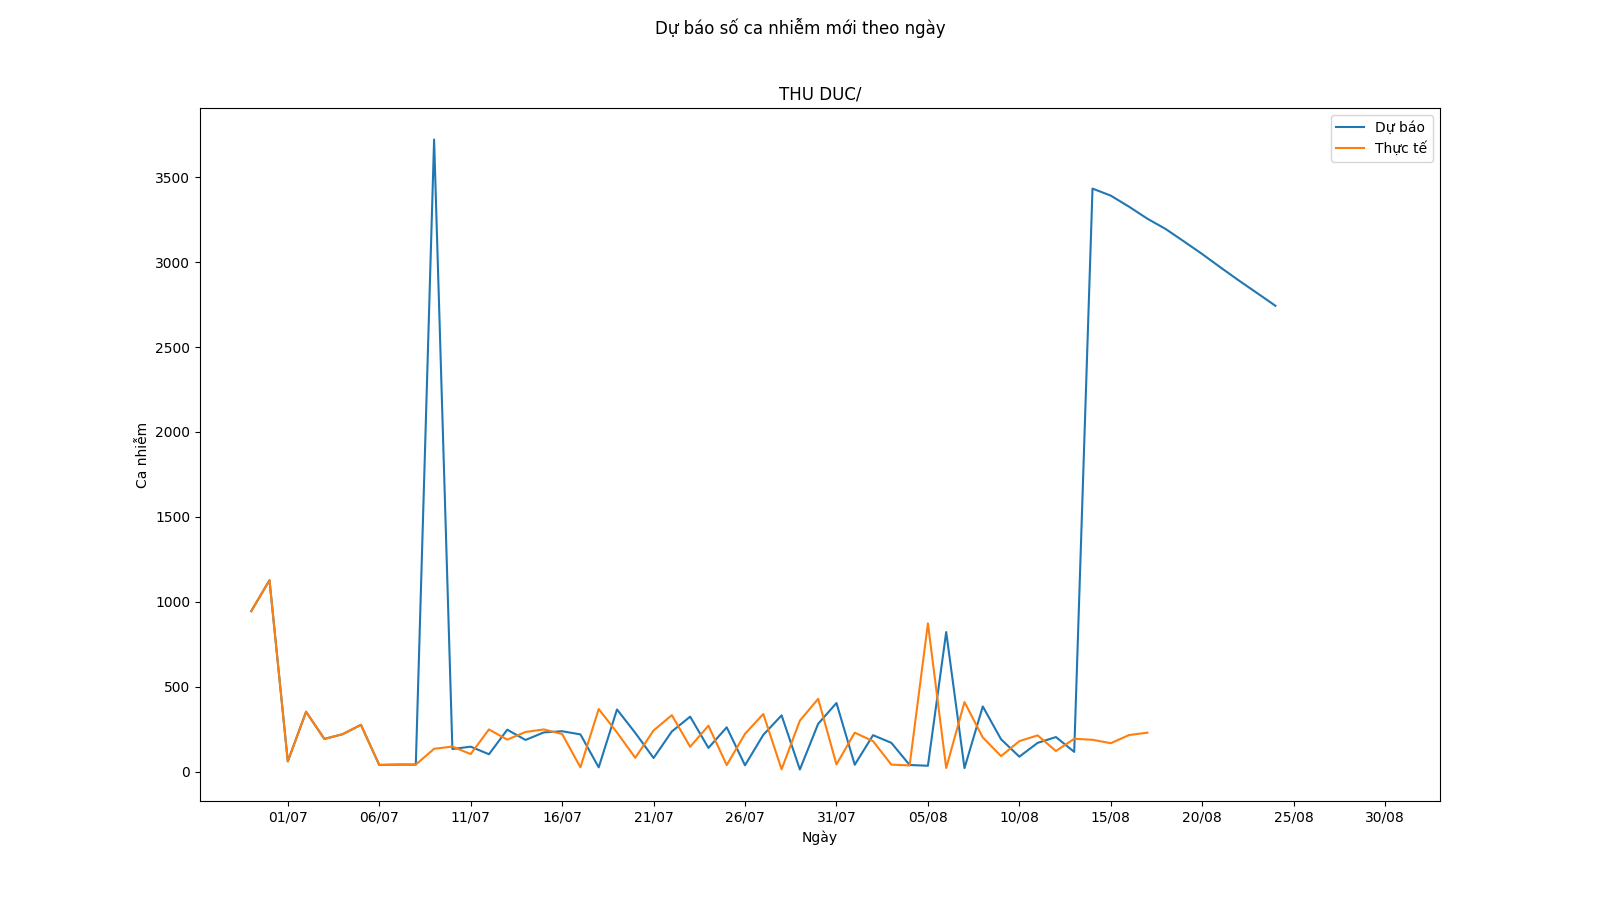 Dự báo số ca nhiễm mới theo ngày
THU DUC/
Dự báo
Thực tế
Ca nhiễm
3500
3000
2500
2000
1500
1000
500
0
01/07 06/07 11/07 16/07 21/07 26/07 31/07 05/08 10/08 15/08 20/08 25/08 30/08
Ngày